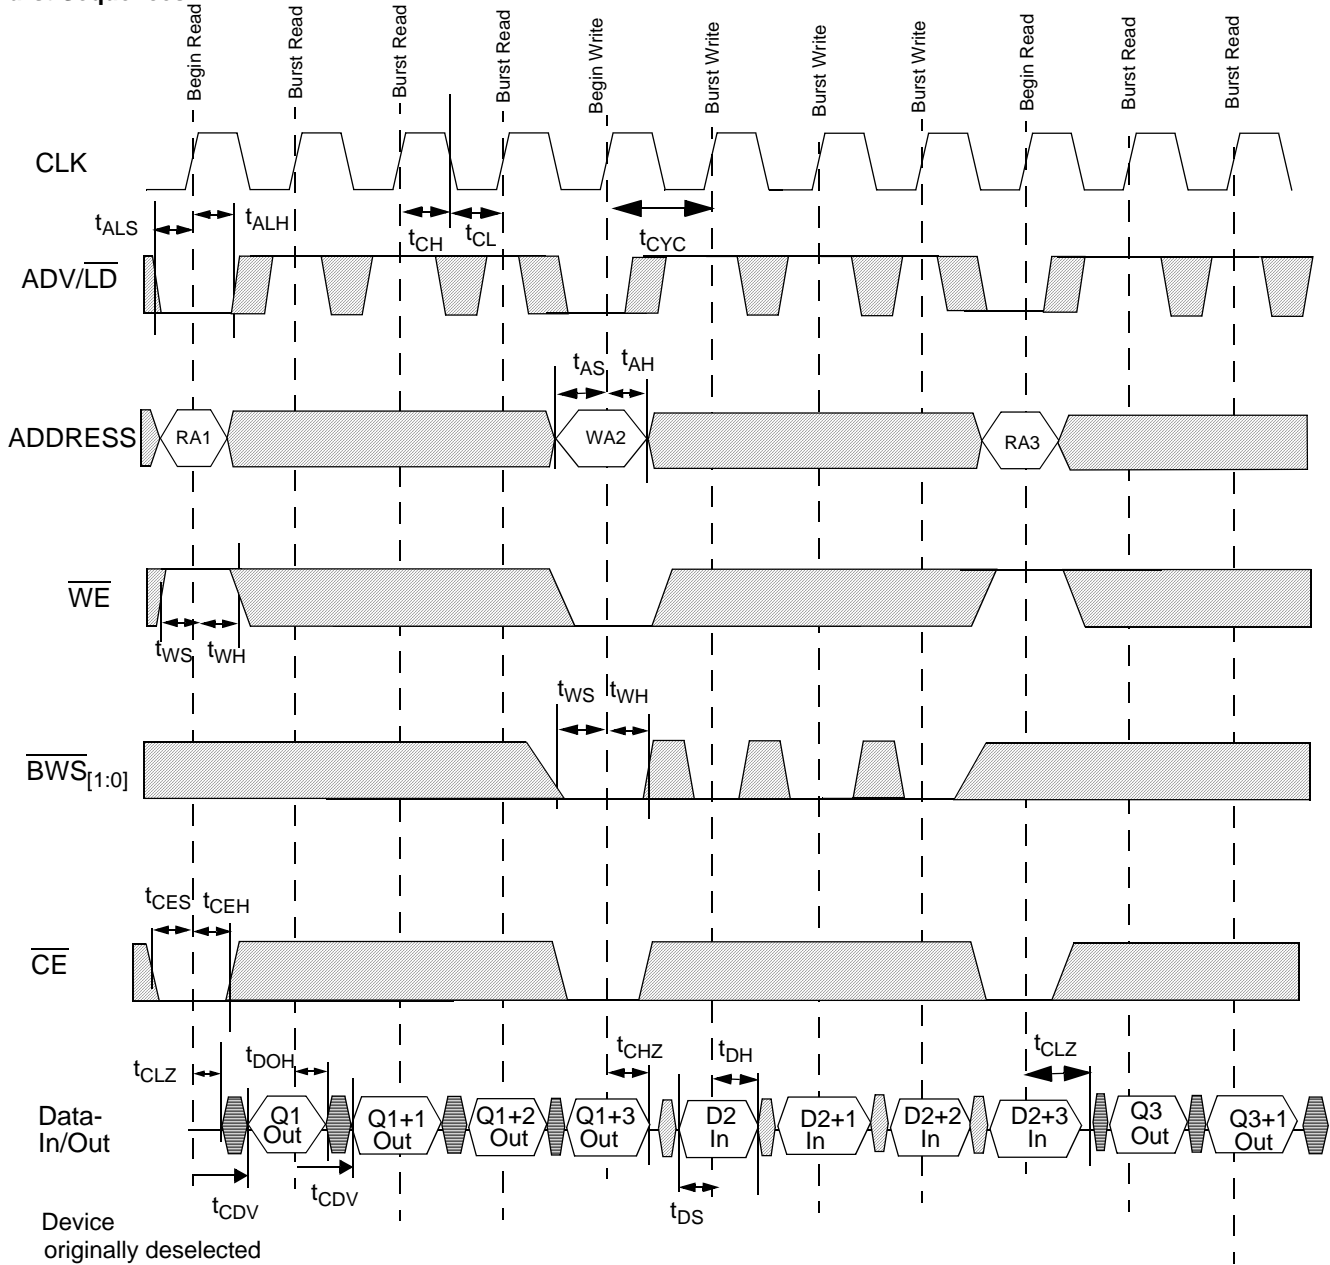 Begin Read
Burst Read
Burst Read
Burst Read
Begin Write
Burst Write
Burst Write
Burst Write
Begin Read
Burst Read
Burst Read
CLK
tALS
tALH
tCH
tCL
tCYC
ADV/LD
tAS
tAH
ADDRESS
RA1
WA2
RA3
WE
tWS
tWH
tWS
tWH
BWS[1:0]
tCES
tCEH
CE
tCLZ
tDOH
tCHZ
tDH
tCLZ
Data-
In/Out
Q1
Out
Q1+1
Out
Q1+2
Out
Q1+3
Out
D2
In
D2+1
In
D2+2
In
D2+3
In
Q3
Out
Q3+1
Out
tCDV
tCDV
tDS
Device
originally deselected